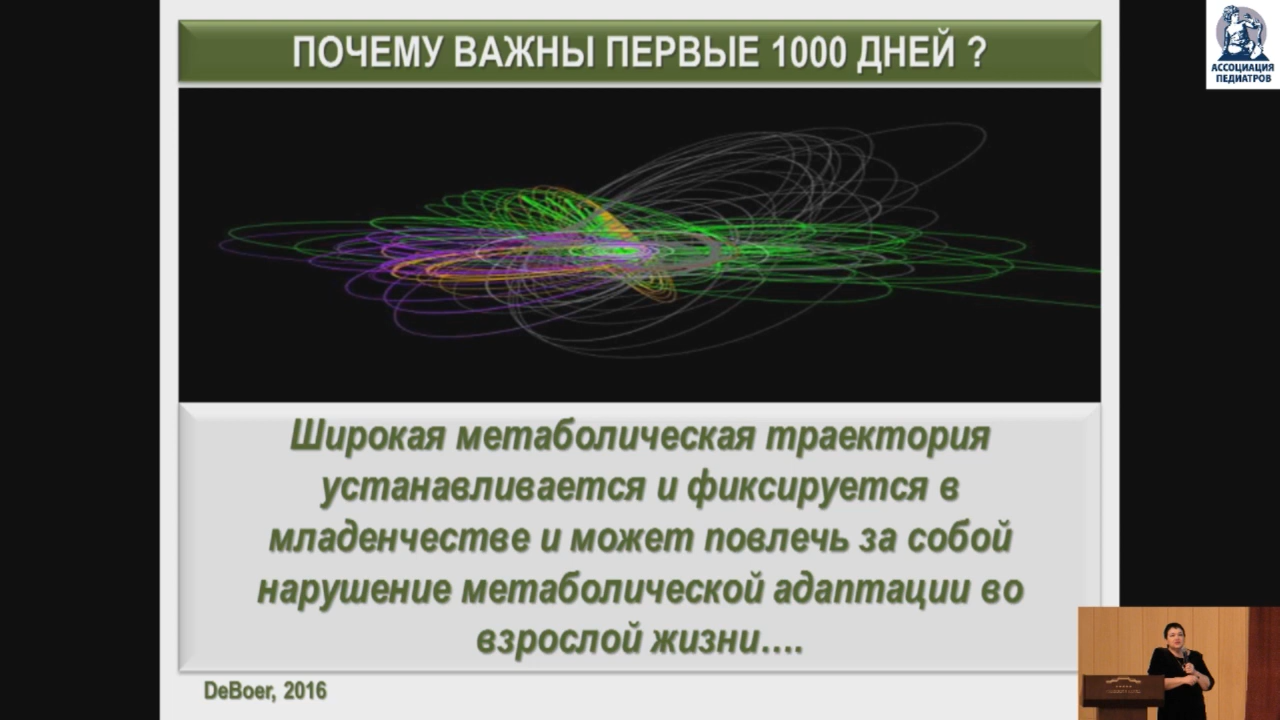 ПОЧЕМУ ВАЖНЫ ПЕРВЫЕ 1000 ДНЕЙ ?
АССОЦИАЦИЯ
ПЕДИАТРОВ
Широкая метаболическая траектория
устанавливается и фиксируется в
младенчестве и может повлечь за собой
нарушение метаболической адаптации во
взрослой жизни….
DeBoer, 2016